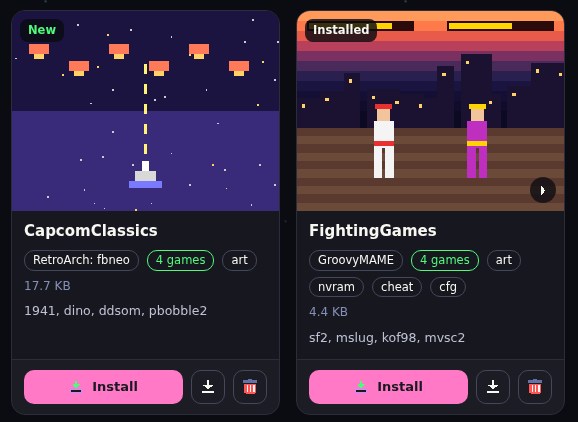 New
CapcomClassics
RetroArch: fbneo
4 games
art
17.7 KB
1941, dino, ddsom, pbobble2
Install
Installed
FightingGames
GroovyMAME
4 games
art
nvram
cheat
cfg
4.4 KB
sf2, mslug, kof98, mvsc2
Install